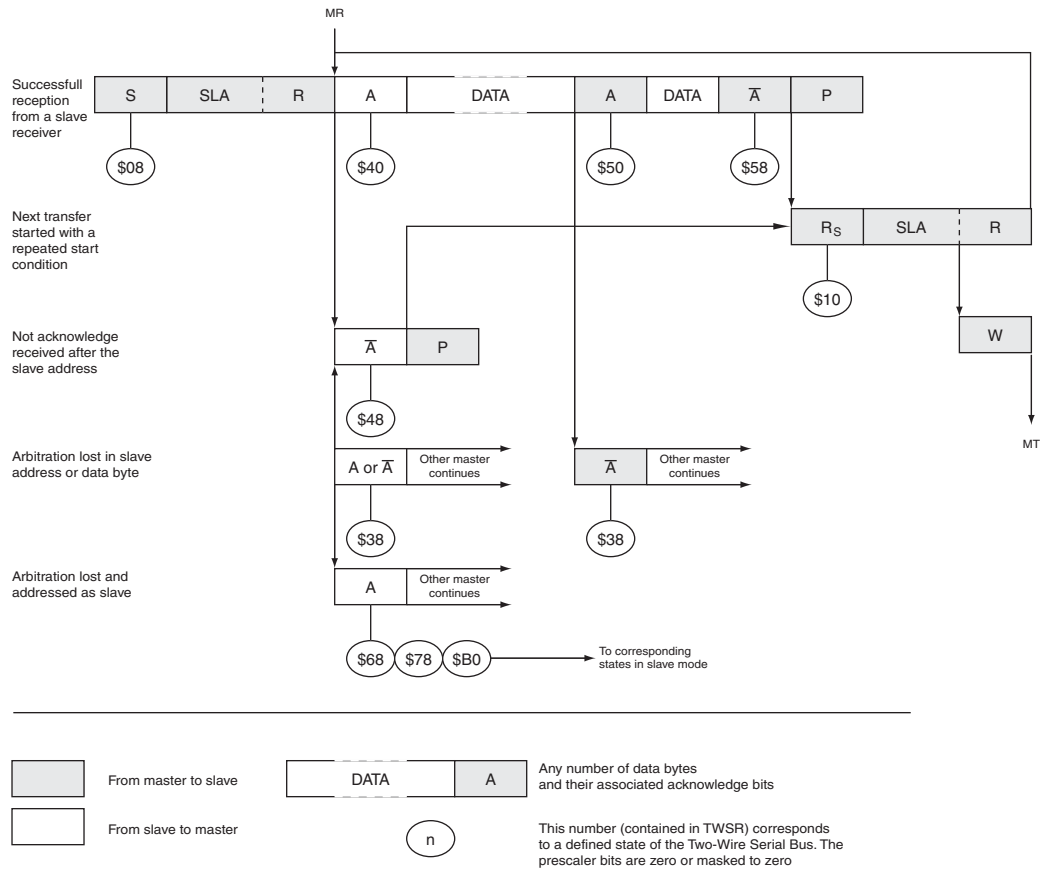 MR
Successfull
reception
from a slave
receiver
S SLA R A DATA A DATA A̅ P
$08 $40 $50 $58
Next transfer
started with a
repeated start
condition
RS SLA R
$10
Not acknowledge
received after the
slave address
A̅ P
W
$48
MT
Arbitration lost in slave
address or data byte
A or A̅
Other master
continues
A̅
Other master
continues
$38 $38
Arbitration lost and
addressed as slave
A
Other master
continues
$68 $78 $B0
To corresponding
states in slave mode
From master to slave
DATA A
Any number of data bytes
and their associated acknowledge bits
From slave to master
n
This number (contained in TWSR) corresponds
to a defined state of the Two-Wire Serial Bus. The
prescaler bits are zero or masked to zero